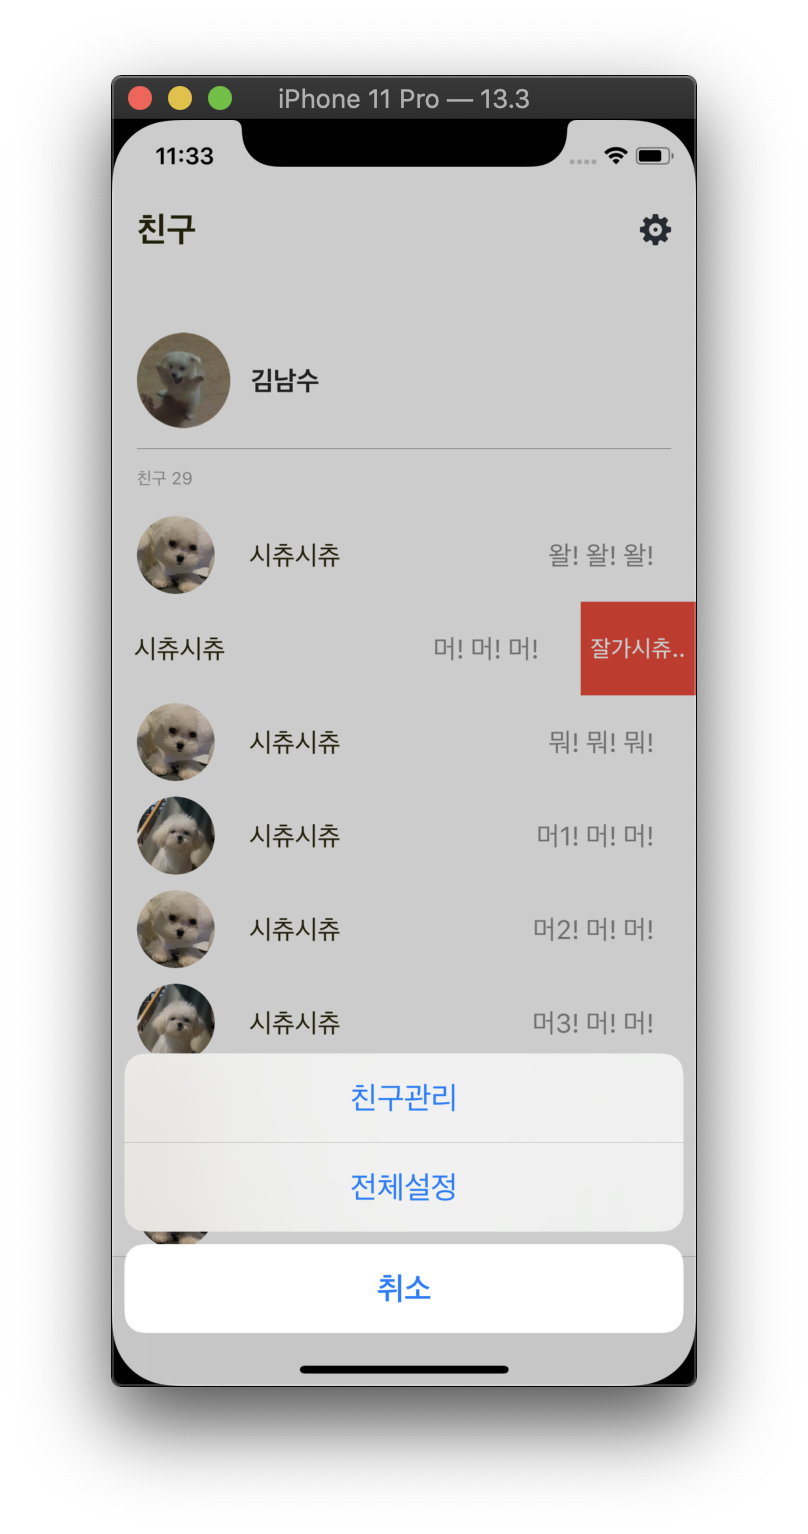 iPhone 11 Pro — 13.3
11:33
친구
김남수
친구 29
시츄시츄 왈! 왈! 왈!
시츄시츄 머! 머! 머! 잘가시츄..
시츄시츄 뭐! 뭐! 뭐!
시츄시츄 머1! 머! 머!
시츄시츄 머2! 머! 머!
시츄시츄 머3! 머! 머!
친구관리
전체설정
취소